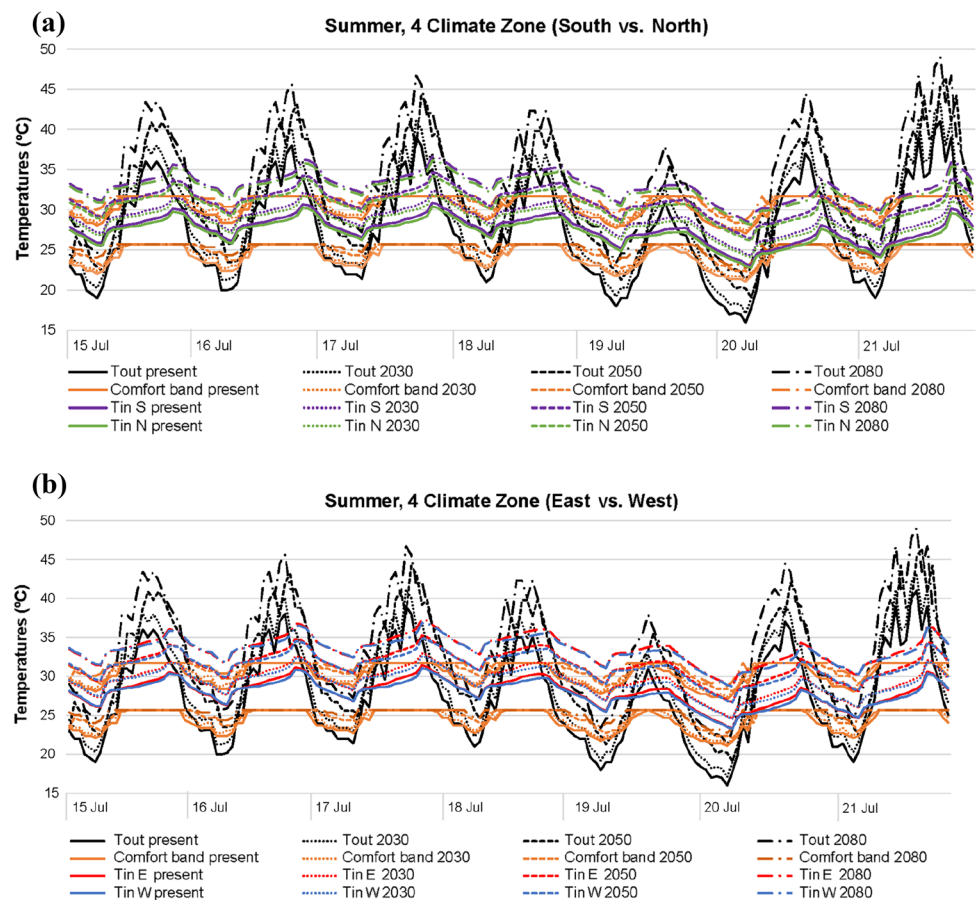 (a)
Summer, 4 Climate Zone (South vs. North)
Temperatures (ºC)
50
45
40
35
30
25
20
15
15 Jul 16 Jul 17 Jul 18 Jul 19 Jul 20 Jul 21 Jul
Tout present Tout 2030 Tout 2050 Tout 2080
Comfort band present Comfort band 2030 Comfort band 2050 Comfort band 2080
Tin S present Tin S 2030 Tin S 2050 Tin S 2080
Tin N present Tin N 2030 Tin N 2050 Tin N 2080
(b)
Summer, 4 Climate Zone (East vs. West)
Temperatures (ºC)
50
45
40
35
30
25
20
15
15 Jul 16 Jul 17 Jul 18 Jul 19 Jul 20 Jul 21 Jul
Tout present Tout 2030 Tout 2050 Tout 2080
Comfort band present Comfort band 2030 Comfort band 2050 Comfort band 2080
Tin E present Tin E 2030 Tin E 2050 Tin E 2080
Tin W present Tin W 2030 Tin W 2050 Tin W 2080